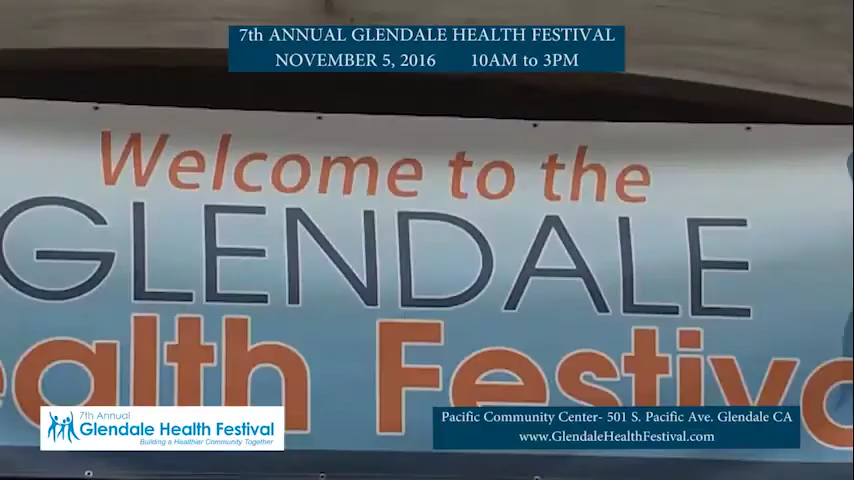 7th ANNUAL GLENDALE HEALTH FESTIVAL
NOVEMBER 5, 2016 10AM to 3PM
Welcome to the
GLENDALE
ealth Festiva
7th Annual
Glendale Health Festival
Building a Healthier Community Together
Pacific Community Center- 501 S. Pacific Ave. Glendale CA
www.GlendaleHealthFestival.com